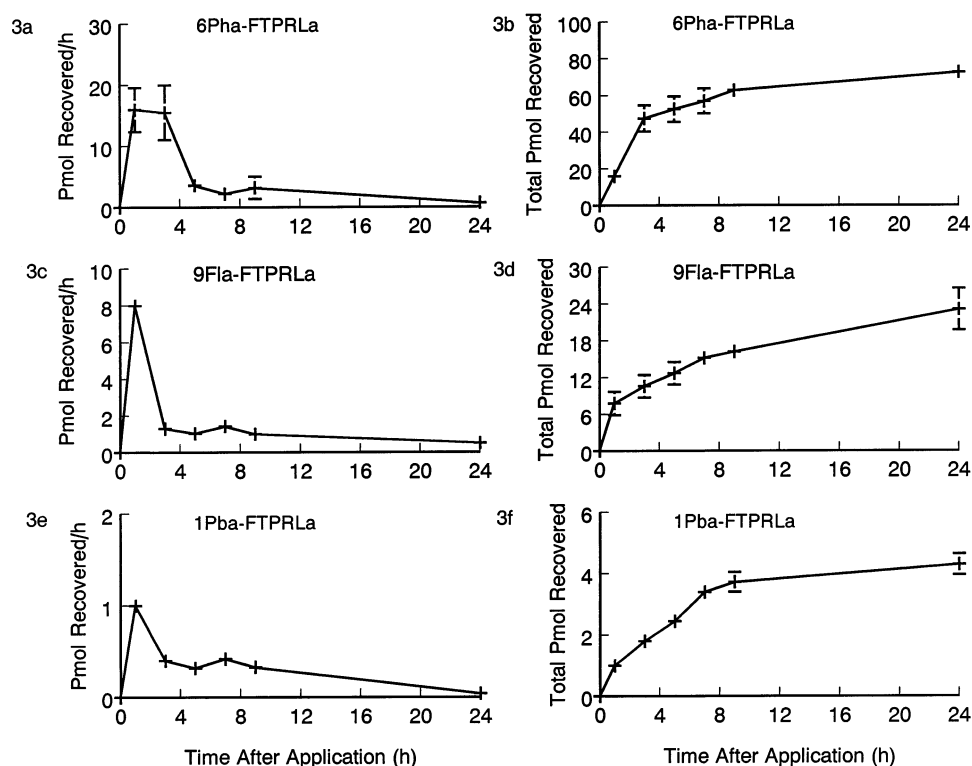 3a
6Pha-FTPRLa
Pmol Recovered/h
30
20
10
0
0 4 8 12 16 20 24
3b
6Pha-FTPRLa
Total Pmol Recovered
100
80
60
40
20
0
0 4 8 12 16 20 24
3c
9Fla-FTPRLa
Pmol Recovered/h
10
8
6
4
2
0
0 4 8 12 16 20 24
3d
9Fla-FTPRLa
Total Pmol Recovered
30
24
18
12
6
0
0 4 8 12 16 20 24
3e
1Pba-FTPRLa
Pmol Recovered/h
2
1
0
0 4 8 12 16 20 24
Time After Application (h)
3f
1Pba-FTPRLa
Total Pmol Recovered
6
4
2
0
0 4 8 12 16 20 24
Time After Application (h)